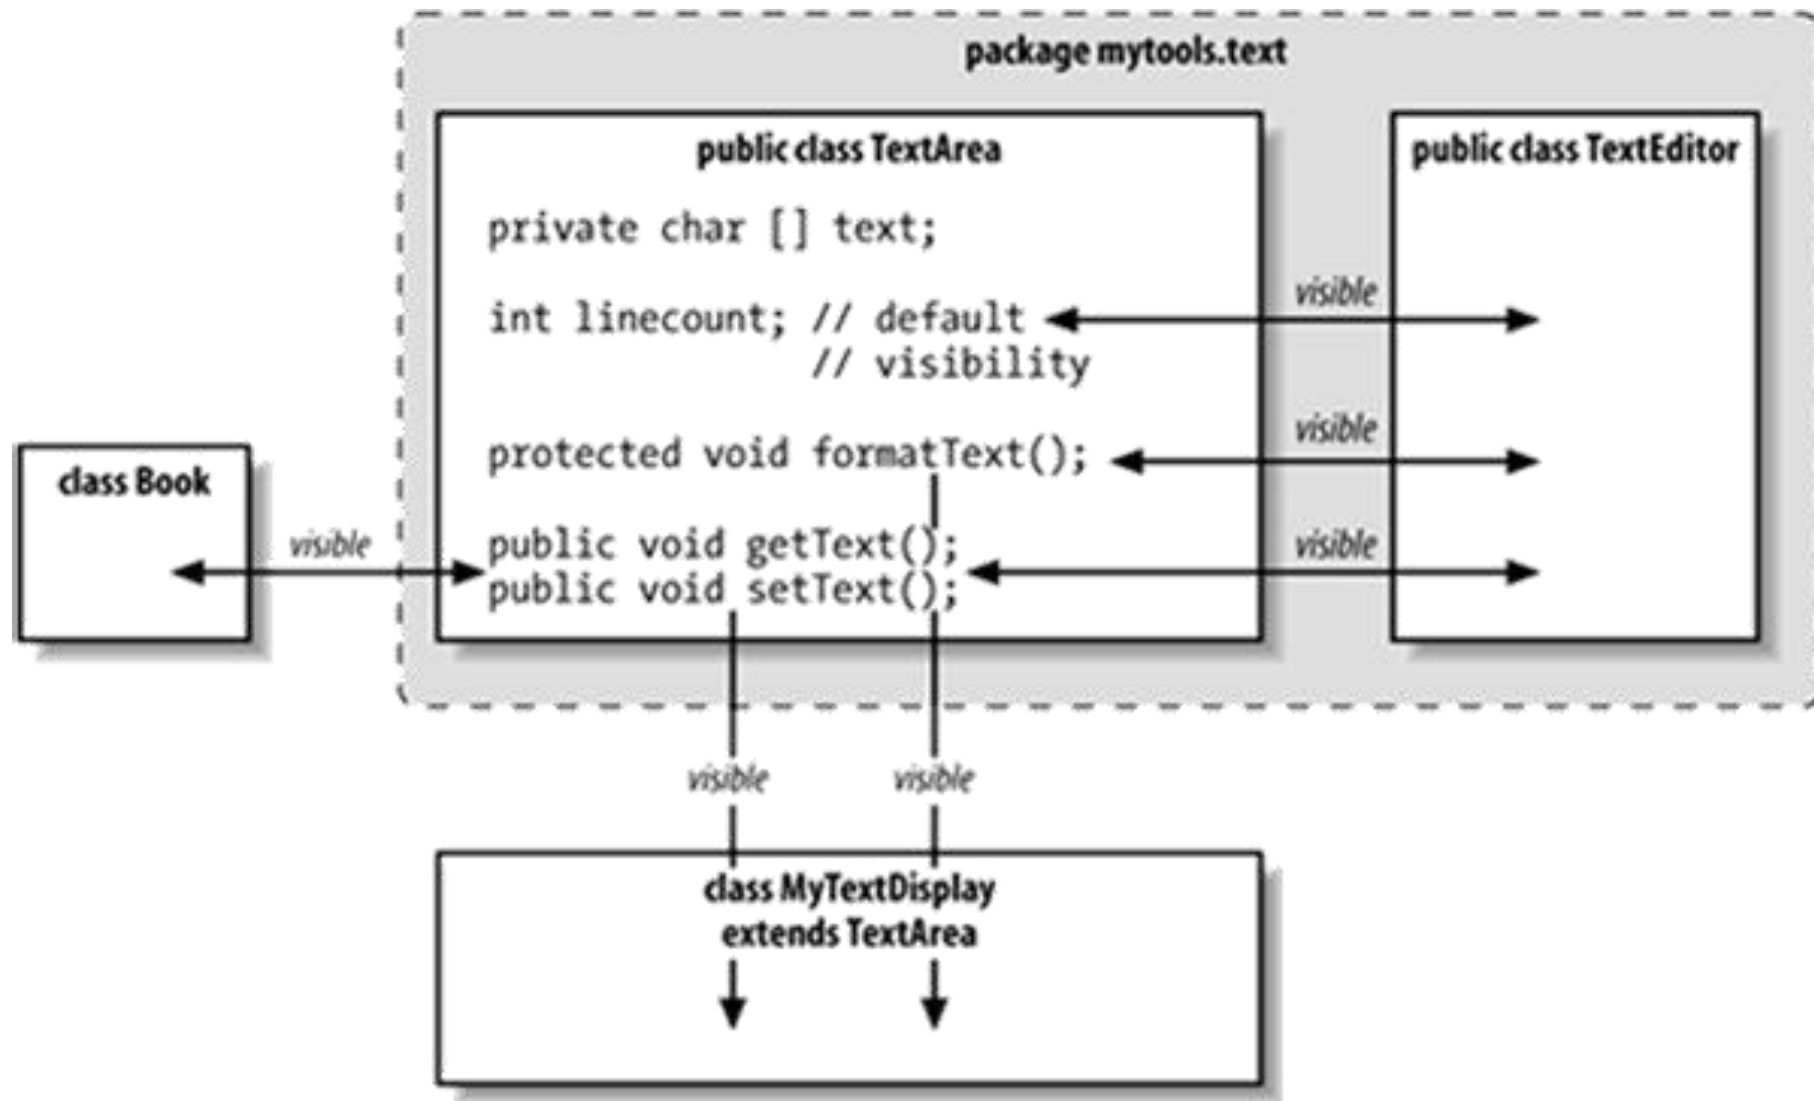 package mytools.text
public class TextArea
private char [] text;
int linecount; // default
// visibility
protected void formatText();
public void getText();
public void setText();
public class TextEditor
visible
visible
visible
class Book
visible
visible
visible
class MyTextDisplay
extends TextArea